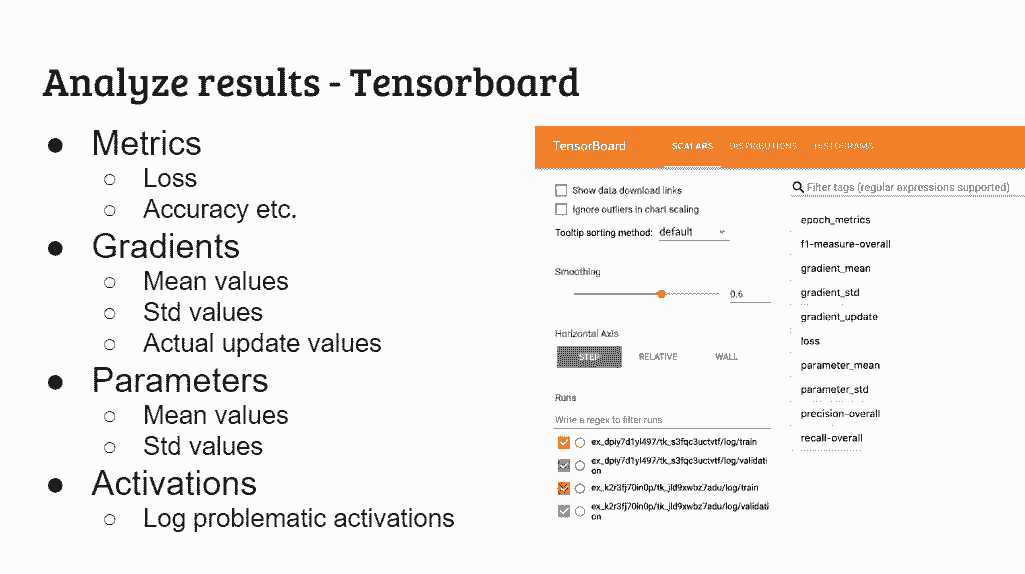 Analyze results - Tensorboard
● Metrics
○ Loss
○ Accuracy etc.
● Gradients
○ Mean values
○ Std values
○ Actual update values
● Parameters
○ Mean values
○ Std values
● Activations
○ Log problematic activations
TensorBoard SCALARS DISTRIBUTIONS HISTOGRAMS
Show data download links
Ignore outliers in chart scaling
Tooltip sorting method: default
Smoothing
0.6
Horizontal Axis
STEP RELATIVE WALL
Runs
Write a regex to filter runs
ex_dpiy7d1yl497/tk_s3fqc3uctvtf/log/train
ex_dpiy7d1yl497/tk_s3fqc3uctvtf/log/validati
on
ex_k2r3fj70in0p/tk_jld9xwbz7adu/log/train
ex_k2r3fj70in0p/tk_jld9xwbz7adu/log/validati
on
Filter tags (regular expressions supported)
epoch_metrics
f1-measure-overall
gradient_mean
gradient_std
gradient_update
loss
parameter_mean
parameter_std
precision-overall
recall-overall